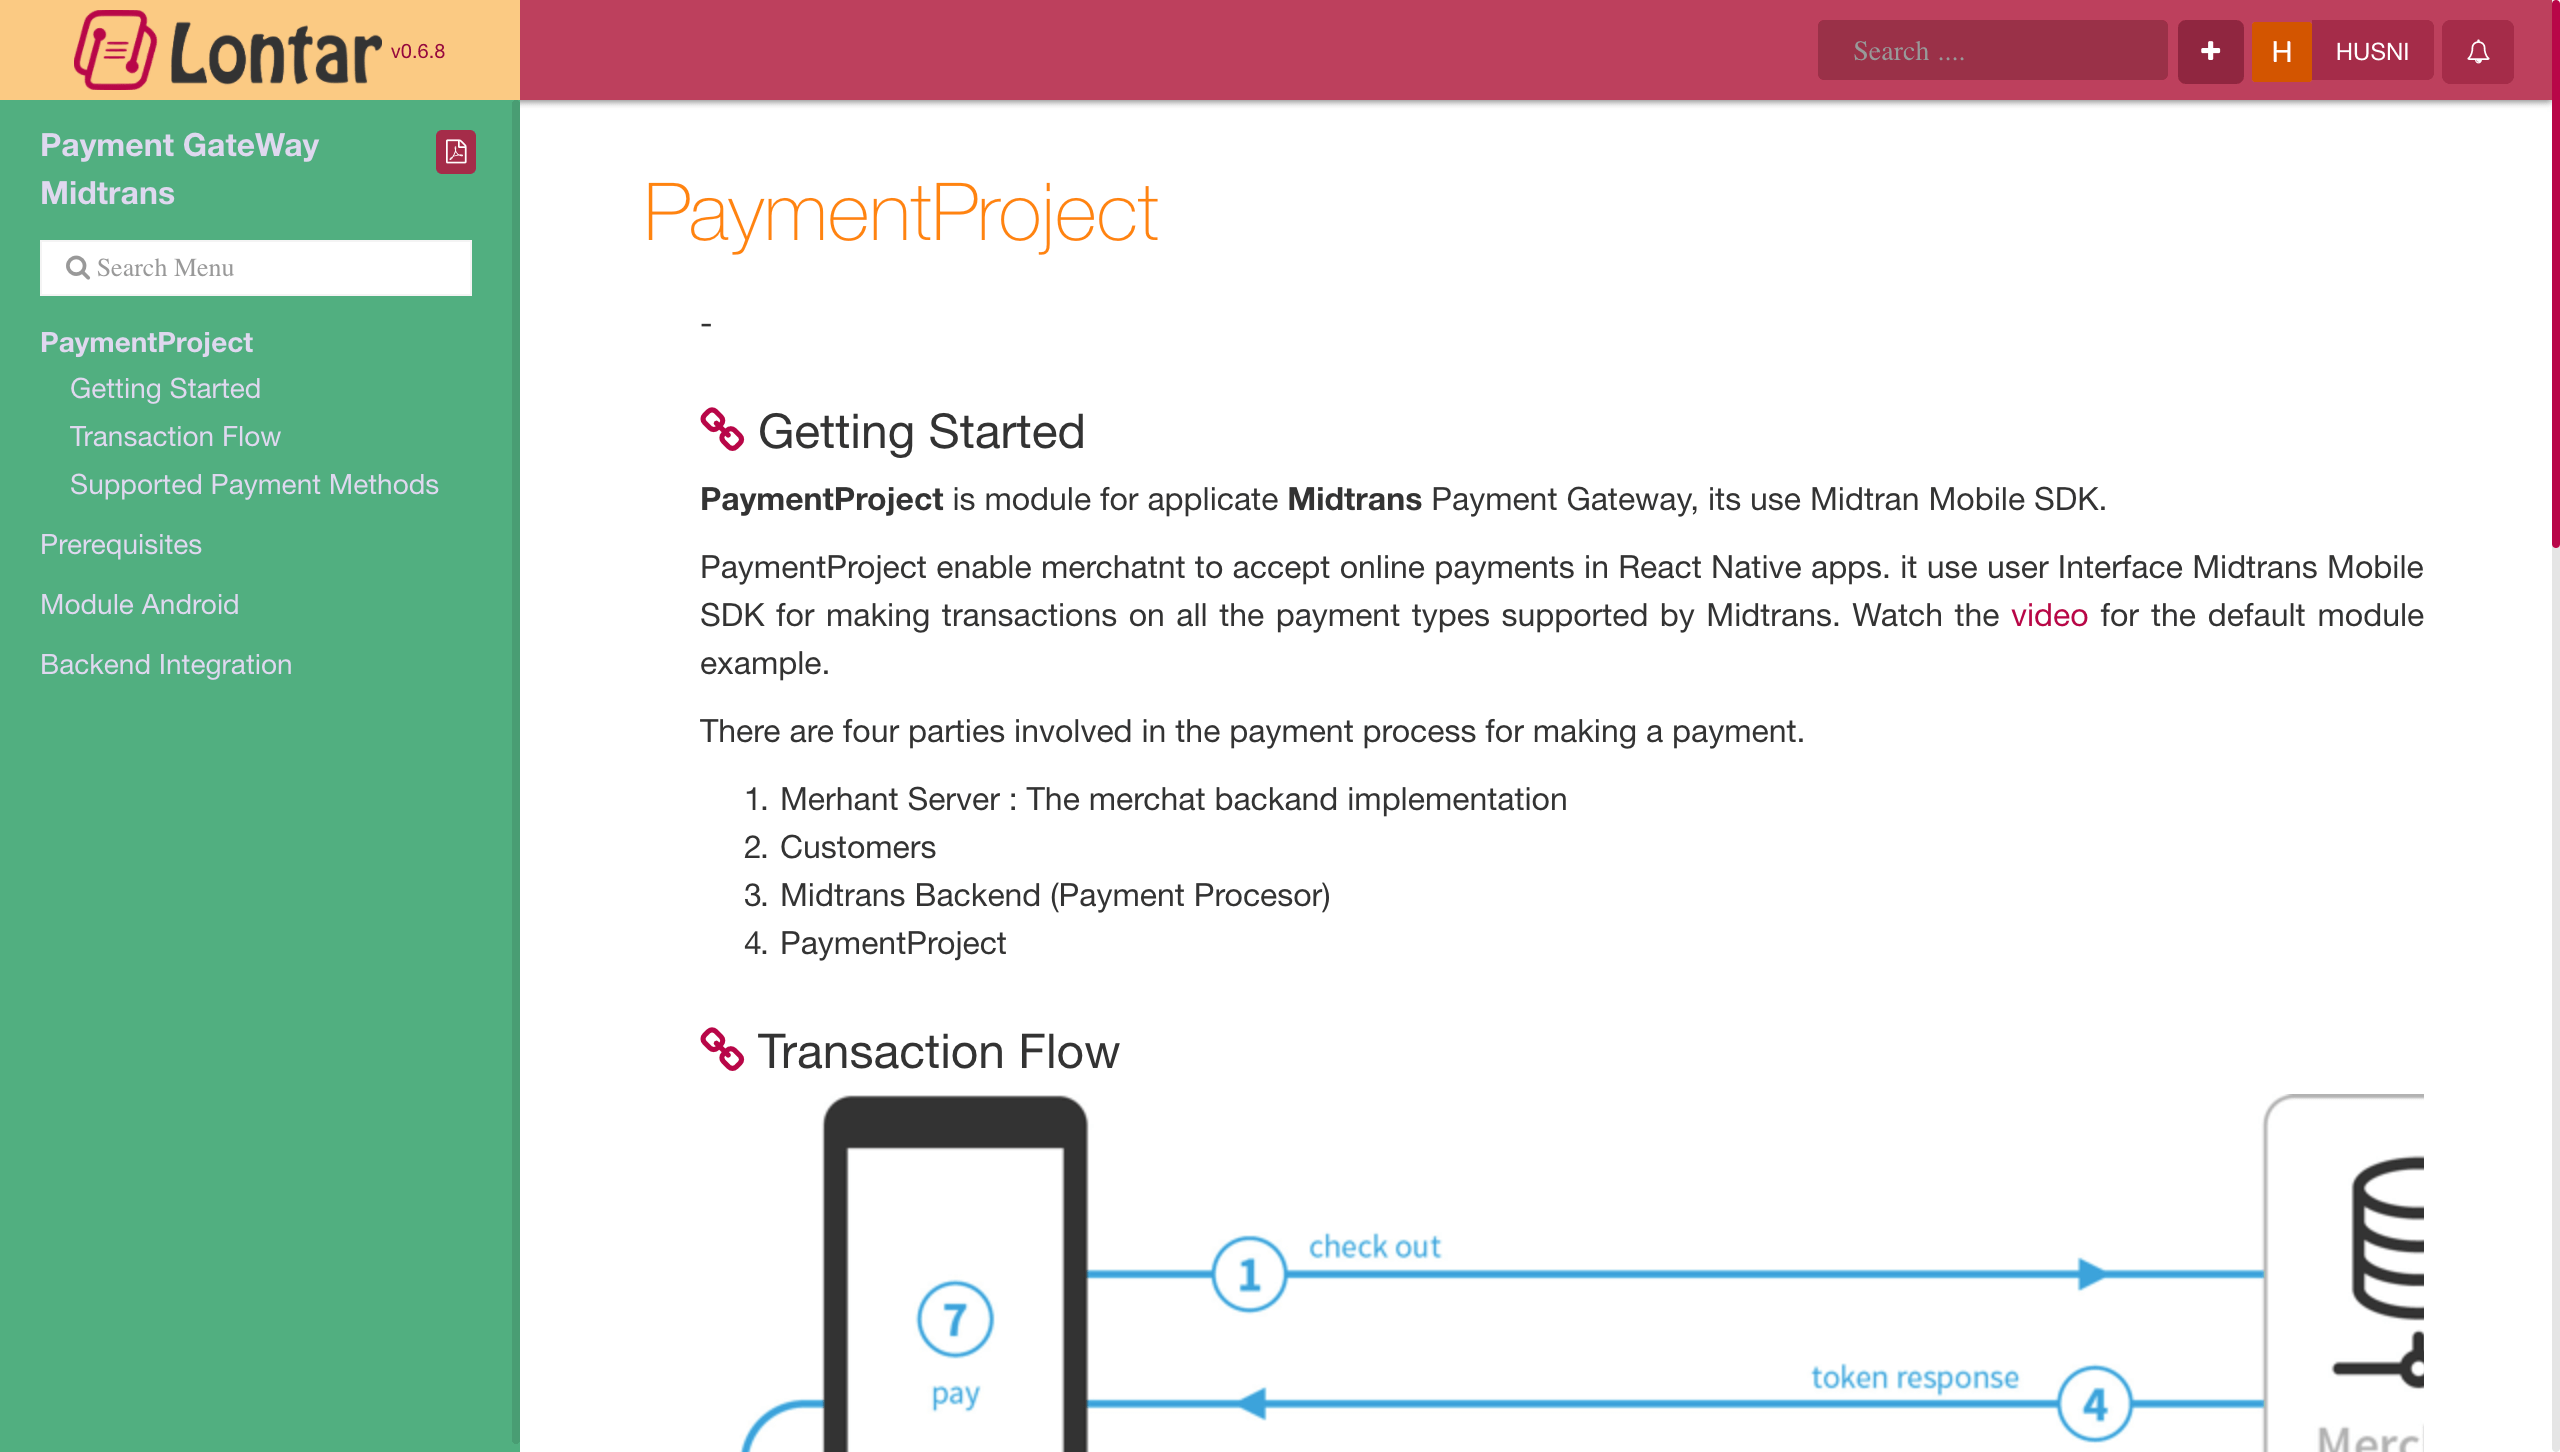 Lontar v0.6.8
Search ....
H HUSNI
Payment GateWay
Midtrans
Search Menu
PaymentProject
Getting Started
Transaction Flow
Supported Payment Methods
Prerequisites
Module Android
Backend Integration
PaymentProject
-
Getting Started
PaymentProject is module for applicate Midtrans Payment Gateway, its use Midtran Mobile SDK.
PaymentProject enable merchatnt to accept online payments in React Native apps. it use user Interface Midtrans Mobile
SDK for making transactions on all the payment types supported by Midtrans. Watch the video for the default module
example.
There are four parties involved in the payment process for making a payment.
1. Merhant Server : The merchat backand implementation
2. Customers
3. Midtrans Backend (Payment Procesor)
4. PaymentProject
Transaction Flow
1 check out
7
pay
token response 4